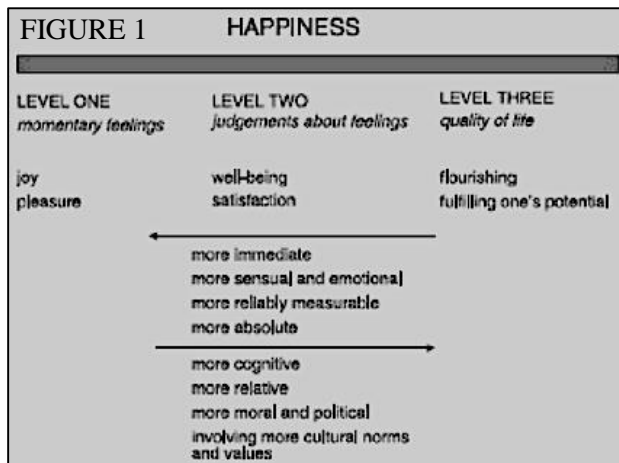 FIGURE 1
HAPPINESS
LEVEL ONE
momentary feelings
joy
pleasure
LEVEL TWO
judgements about feelings
well-being
satisfaction
LEVEL THREE
quality of life
flourishing
fulfilling one's potential
more immediate
more sensual and emotional
more reliably measurable
more absolute
more cognitive
more relative
more moral and political
involving more cultural norms
and values